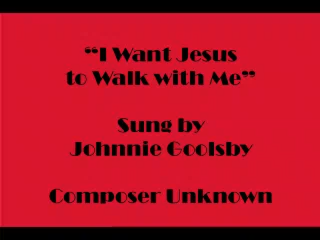 “I Want Jesus
to Walk with Me”
Sung by
Johnnie Goolsby
Composer Unknown